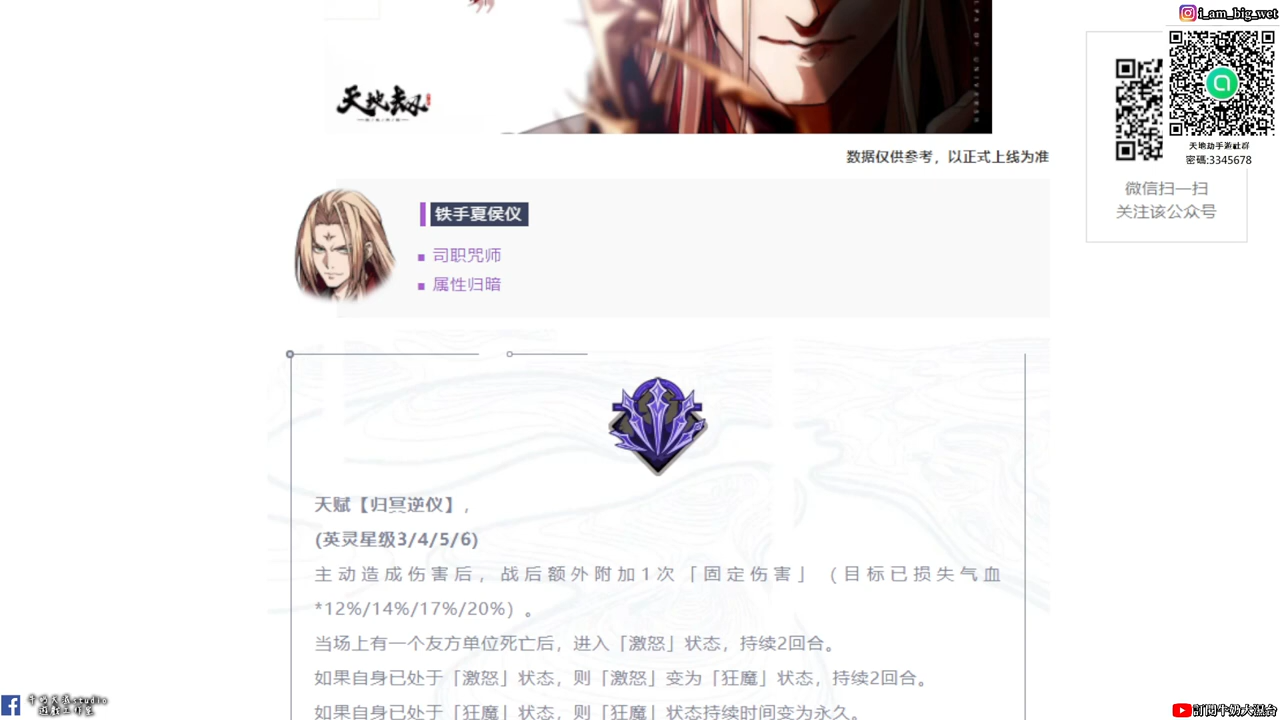 i_am_big_wet
天地劫
天地劫手游社群
密碼:3345678
微信扫一扫
关注该公众号
数据仅供参考，以正式上线为准
铁手夏侯仪
司职咒师
属性归暗
天赋【归冥逆仪】，
(英灵星级3/4/5/6)
主动造成伤害后，战后额外附加1次「固定伤害」（目标已损失气血
*12%/14%/17%/20%）。
当场上有一个友方单位死亡后，进入「激怒」状态，持续2回合。
如果自身已处于「激怒」状态，则「激怒」变为「狂魔」状态，持续2回合。
如果自身已处于「狂魔」状态，则「狂魔」状态持续时间变为永久。